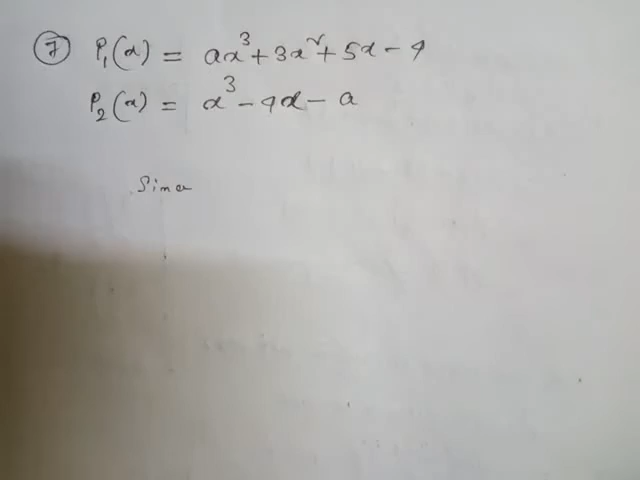 ⑦ P₁(x) = ax³ + 3x² + 5x - 4
P₂(x) = x³ - 4x - a
Since